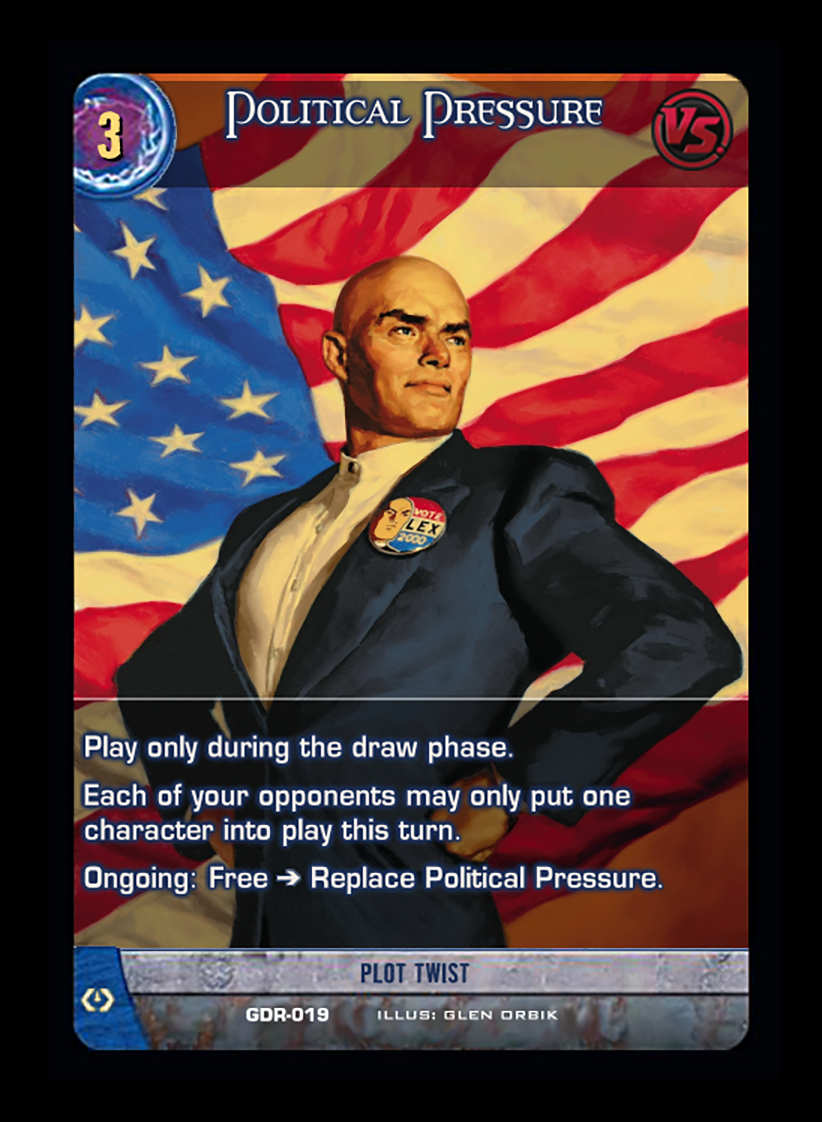 3
Political Pressure
VS.
VOTE
LEX
2000
Play only during the draw phase.
Each of your opponents may only put one
character into play this turn.
Ongoing: Free ➔ Replace Political Pressure.
PLOT TWIST
GDR-019 ILLUS: GLEN ORBIK